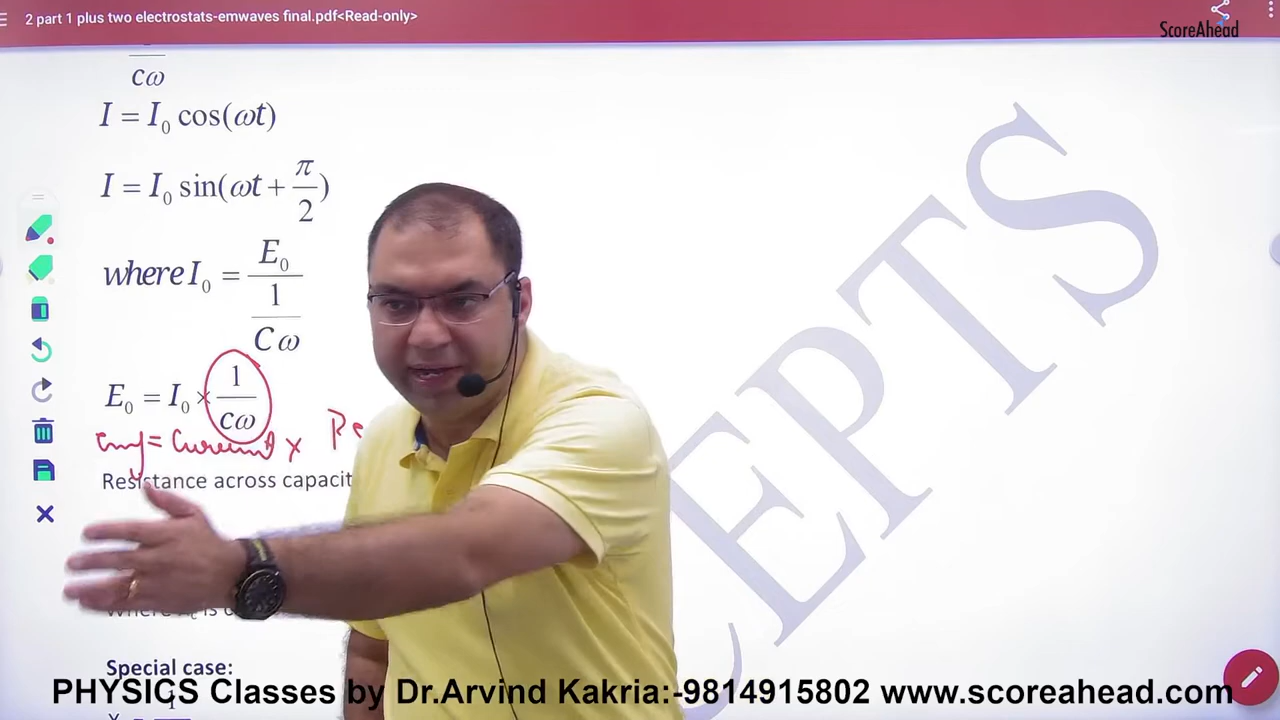 2 part 1 plus two electrostats-emwaves final.pdf<Read-only>
ScoreAhead
cω
I = I₀ cos(ωt)
I = I₀ sin(ωt + π/2)
where I₀ = E₀ / (1 / Cω)
E₀ = I₀ × 1/cω
emf = Current ×
Resistance across capacit
Special case:
EPTS
PHYSICS Classes by Dr.Arvind Kakria:-9814915802 www.scoreahead.com